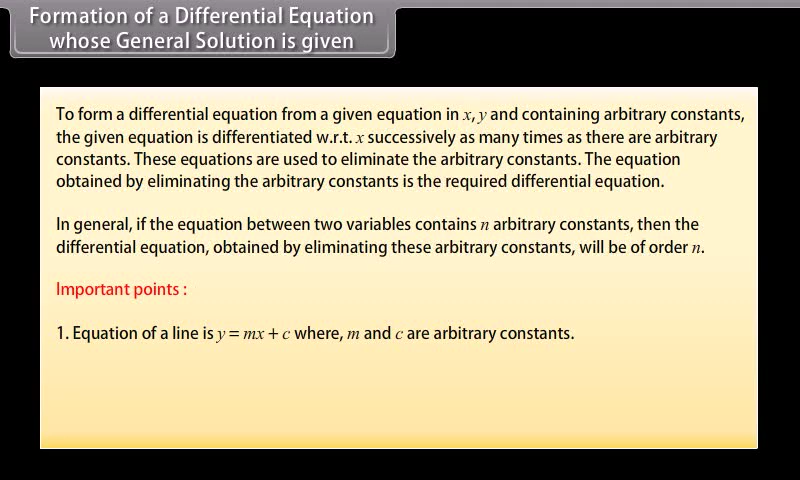 Formation of a Differential Equation
whose General Solution is given
To form a differential equation from a given equation in x, y and containing arbitrary constants,
the given equation is differentiated w.r.t. x successively as many times as there are arbitrary
constants. These equations are used to eliminate the arbitrary constants. The equation
obtained by eliminating the arbitrary constants is the required differential equation.
In general, if the equation between two variables contains n arbitrary constants, then the
differential equation, obtained by eliminating these arbitrary constants, will be of order n.
Important points :
1. Equation of a line is y = mx + c where, m and c are arbitrary constants.